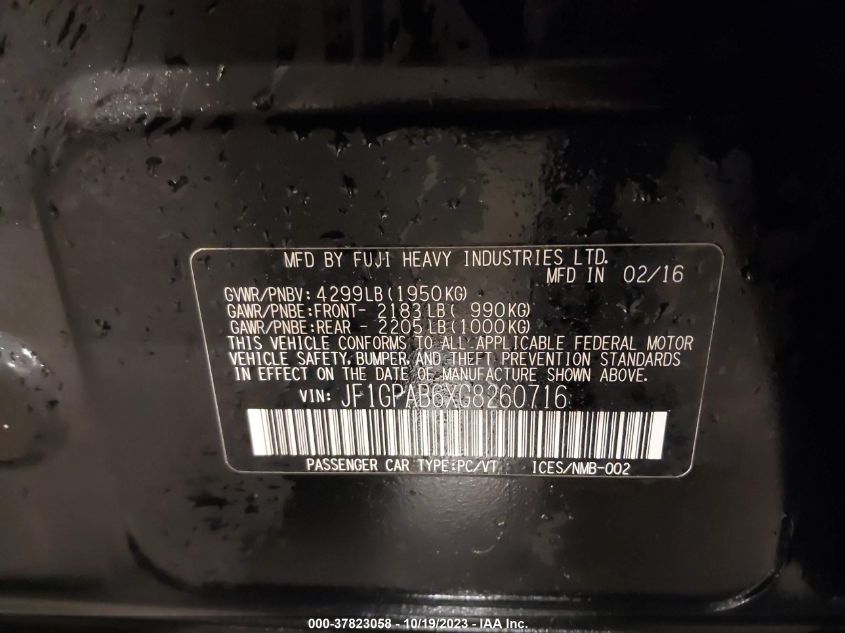 MFD BY FUJI HEAVY INDUSTRIES LTD.
MFD IN 02/16
GVWR/PNBV: 4299LB(1950KG)
GAWR/PNBE:FRONT- 2183LB( 990KG)
GAWR/PNBE:REAR - 2205LB(1000KG)
THIS VEHICLE CONFORMS TO ALL APPLICABLE FEDERAL MOTOR
VEHICLE SAFETY, BUMPER, AND THEFT PREVENTION STANDARDS
IN EFFECT ON THE DATE OF MANUFACTURE SHOWN ABOVE.
VIN: JF1GPAB6XG8260716
PASSENGER CAR TYPE:PC/VT ICES/NMB-002
000-37823058 - 10/19/2023 - IAA Inc.